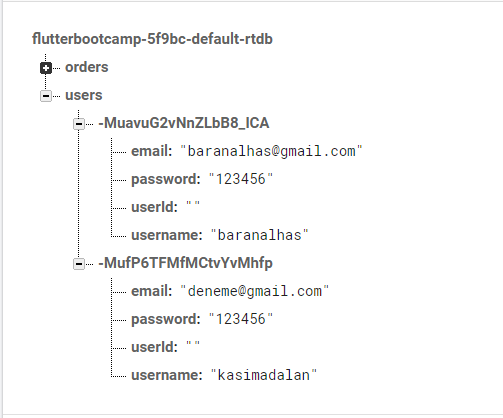 flutterbootcamp-5f9bc-default-rtdb
orders
users
-MuavuG2vNnZLbB8_ICA
email: "baranalhas@gmail.com"
password: "123456"
userId: ""
username: "baranalhas"
-MufP6TFMfMCtvYvMhfp
email: "deneme@gmail.com"
password: "123456"
userId: ""
username: "kasimadalan"